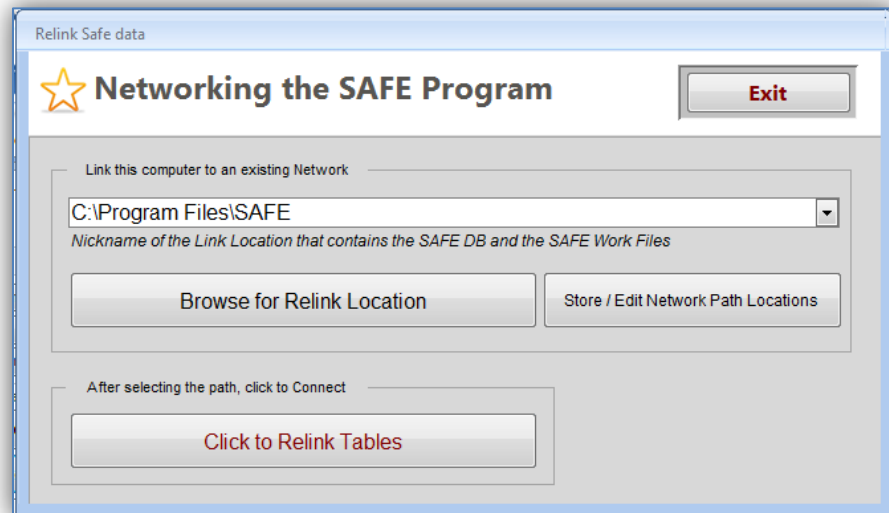 Relink Safe data
Networking the SAFE Program
Exit
Link this computer to an existing Network
C:\Program Files\SAFE
Nickname of the Link Location that contains the SAFE DB and the SAFE Work Files
Browse for Relink Location
Store / Edit Network Path Locations
After selecting the path, click to Connect
Click to Relink Tables